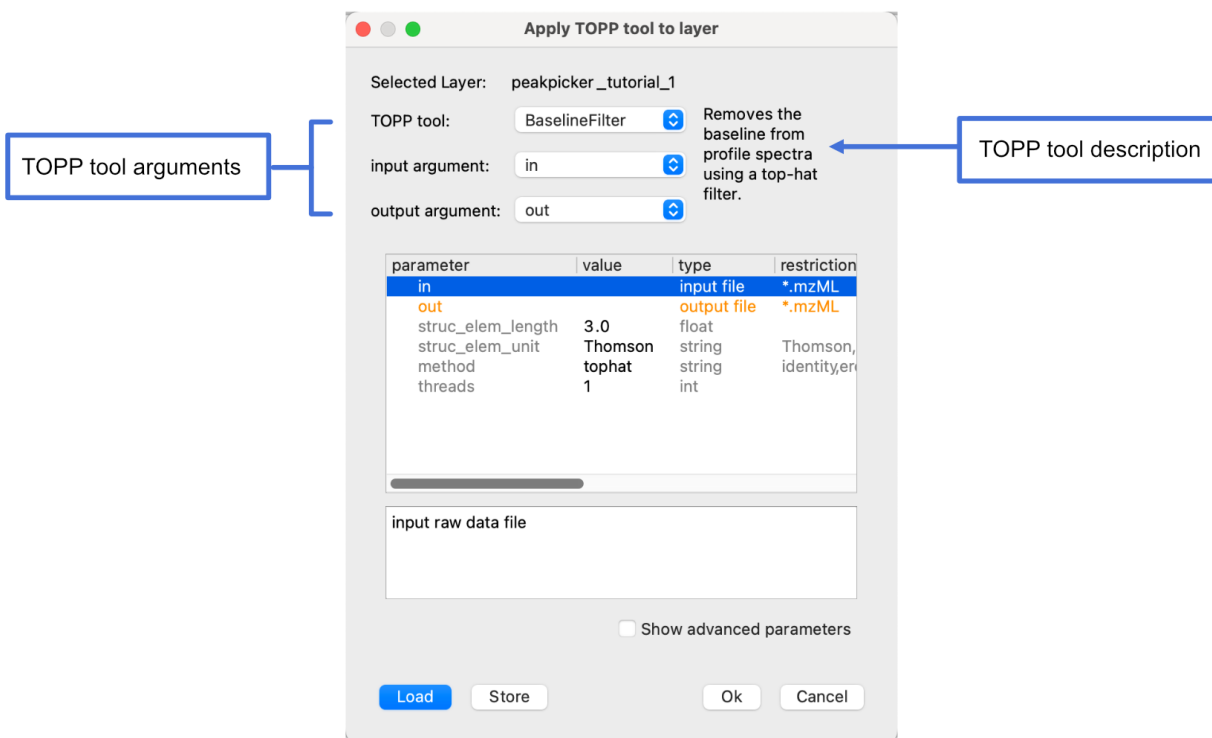 Apply TOPP tool to layer
Selected Layer: peakpicker_tutorial_1
TOPP tool: BaselineFilter
input argument: in
output argument: out
Removes the
baseline from
profile spectra
using a top-hat
filter.
TOPP tool arguments
TOPP tool description
parameter value type restriction
in input file *.mzML
out output file *.mzML
struc_elem_length 3.0 float
struc_elem_unit Thomson string Thomson,
method tophat string identity,er
threads 1 int
input raw data file
Show advanced parameters
Load Store Ok Cancel